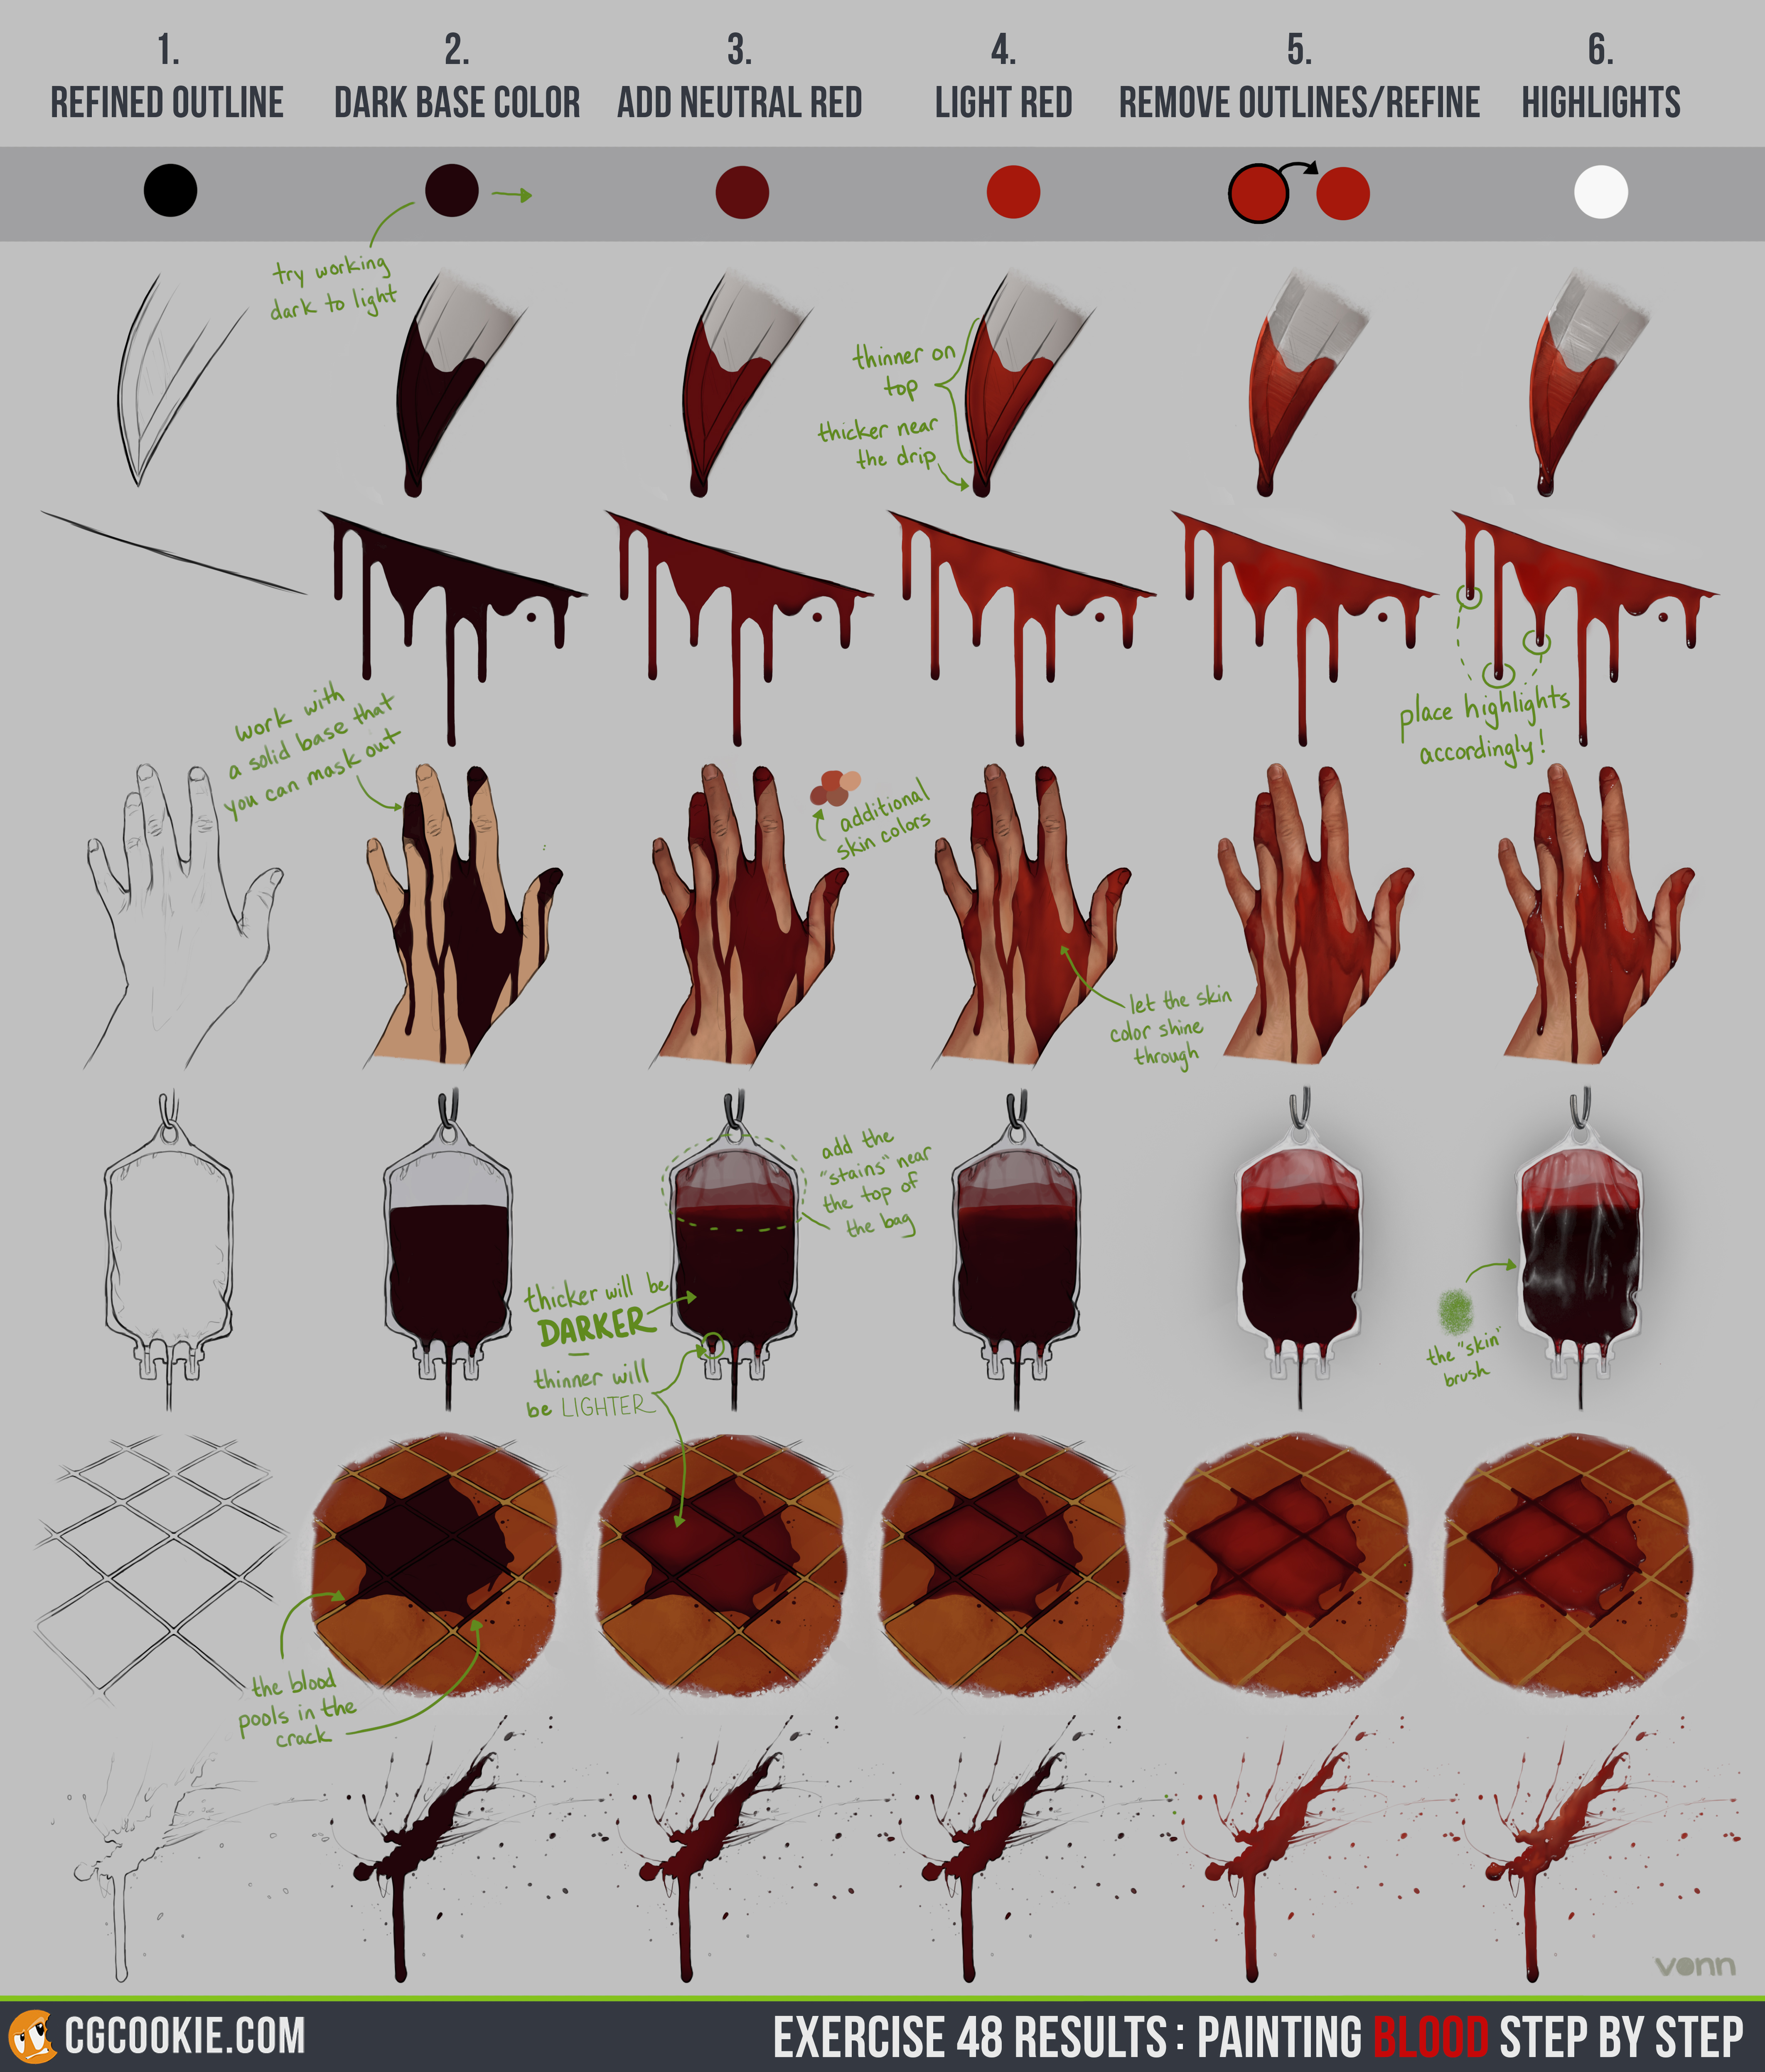 1.
REFINED OUTLINE
2.
DARK BASE COLOR
3.
ADD NEUTRAL RED
4.
LIGHT RED
5.
REMOVE OUTLINES/REFINE
6.
HIGHLIGHTS
try working
dark to light
thinner on
top
thicker near
the drip
place highlights
accordingly!
work with
a solid base that
you can mask out
additional
skin colors
let the skin
color shine
through
add the
"stains" near
the top of
the bag
thicker will be
DARKER
thinner will
be LIGHTER
the "skin"
brush
the blood
pools in the
crack
vonn
CGCOOKIE.COM
EXERCISE 48 RESULTS: PAINTING BLOOD STEP BY STEP